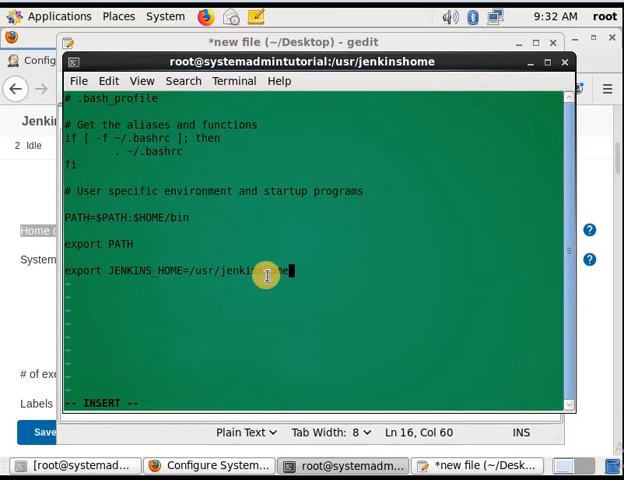 Applications Places System 9:32 AM root
*new file (~/Desktop) - gedit
root@systemadmintutorial:/usr/jenkinshome
File Edit View Search Terminal Help
# .bash_profile
# Get the aliases and functions
if [ -f ~/.bashrc ]; then
. ~/.bashrc
fi
# User specific environment and startup programs
PATH=$PATH:$HOME/bin
export PATH
export JENKINS_HOME=/usr/jenkinshome
~
~
~
~
~
~
~
~
~
-- INSERT --
Config
Jenki
2 Idle
Home d
System
# of exe
Labels
Save
Plain Text Tab Width: 8 Ln 16, Col 60 INS
[root@systemad... Configure System... root@systemadm... *new file (~/Desk...